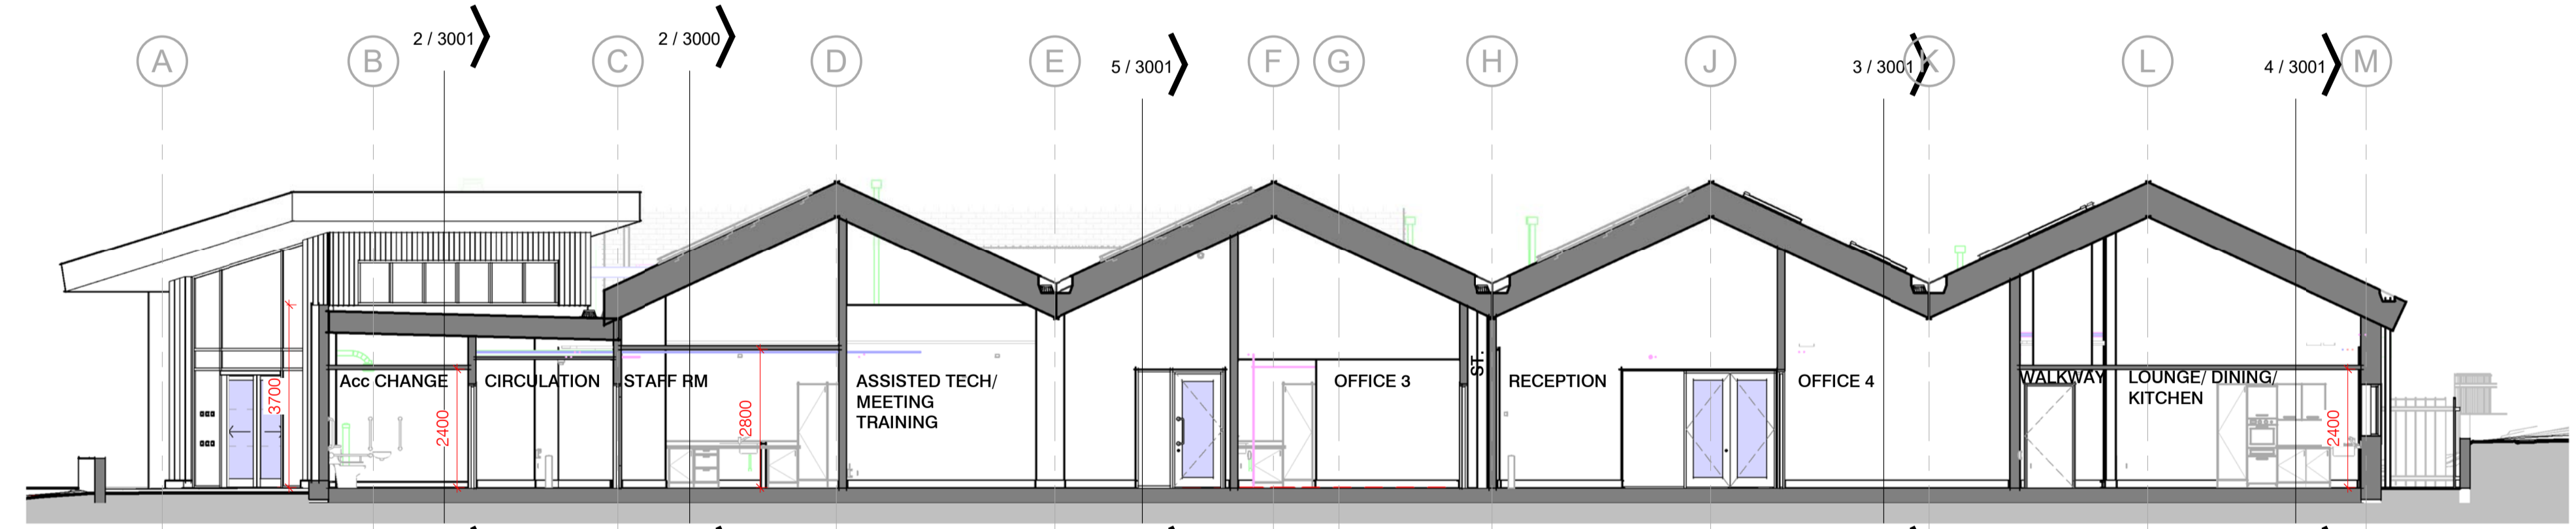 2 / 3001
2 / 3000
5 / 3001
3 / 3001
4 / 3001
A
B
C
D
E
F
G
H
J
K
L
M
3700
Acc CHANGE
2400
CIRCULATION
STAFF RM
2800
ASSISTED TECH/
MEETING
TRAINING
OFFICE 3
ST.
RECEPTION
OFFICE 4
WALKWAY
LOUNGE/ DINING/
KITCHEN
2400